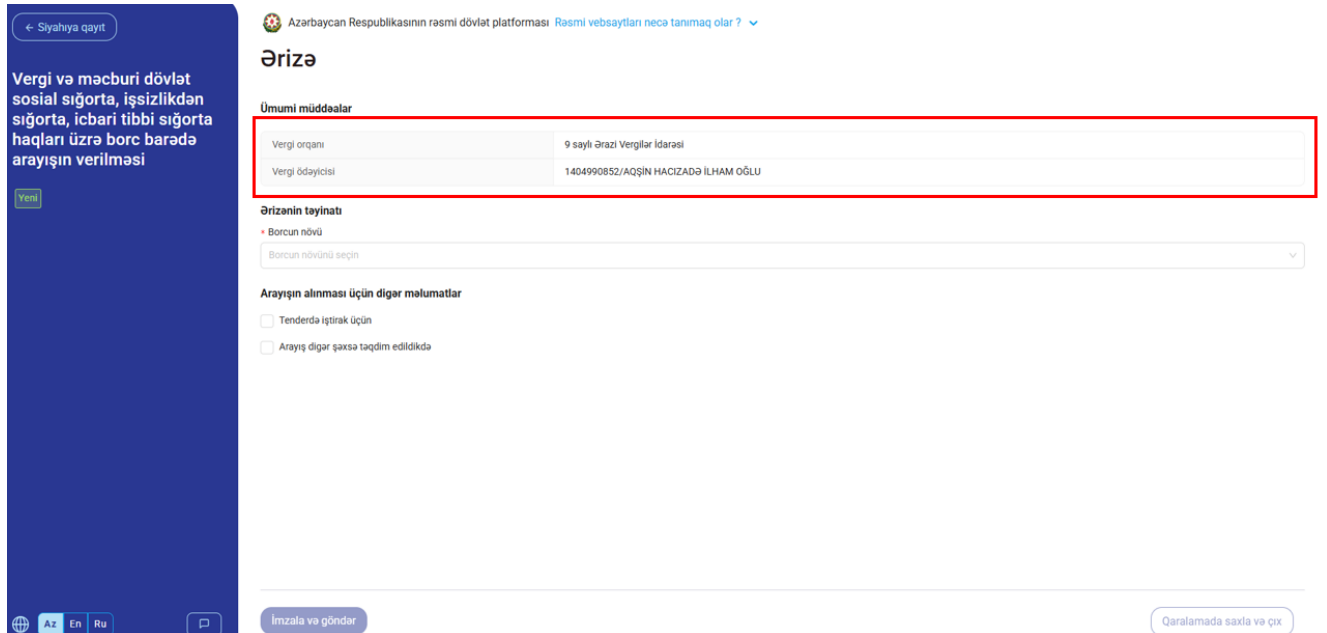 ← Siyahıya qayıt
Vergi və məcburi dövlət
sosial sığorta, işsizlikdən
sığorta, icbari tibbi sığorta
haqları üzrə borc barədə
arayışın verilməsi
Yeni
Az En Ru
Azərbaycan Respublikasının rəsmi dövlət platforması Rəsmi vebsaytları necə tanımaq olar ?
Ərizə
Ümumi müddəalar
Vergi orqanı 9 saylı Ərazi Vergilər İdarəsi
Vergi ödəyicisi 1404990852/AQŞİN HACIZADƏ İLHAM OĞLU
Ərizənin təyinatı
* Borcun növü
Borcun növünü seçin
Arayışın alınması üçün digər məlumatlar
Tenderdə iştirak üçün
Arayış digər şəxsə təqdim edildikdə
İmzala və göndər
Qaralamada saxla və çıx